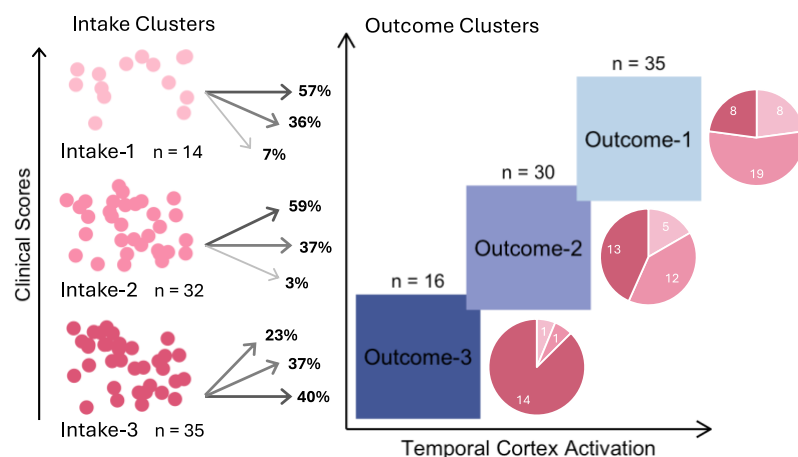 Intake Clusters
Clinical Scores
57%
36%
7%
Intake-1 n = 14
59%
37%
3%
Intake-2 n = 32
23%
37%
40%
Intake-3 n = 35
Outcome Clusters
n = 35
Outcome-1
8
8
19
n = 30
Outcome-2
5
13
12
n = 16
Outcome-3
1
1
14
Temporal Cortex Activation